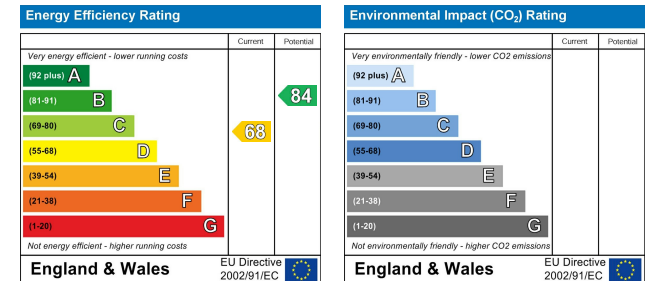 Energy Efficiency Rating
Current Potential
Very energy efficient - lower running costs
(92 plus) A
(81-91) B
84
(69-80) C
68
(55-68) D
(39-54) E
(21-38) F
(1-20) G
Not energy efficient - higher running costs
England & Wales
EU Directive
2002/91/EC
Environmental Impact (CO₂) Rating
Current Potential
Very environmentally friendly - lower CO2 emissions
(92 plus) A
(81-91) B
(69-80) C
(55-68) D
(39-54) E
(21-38) F
(1-20) G
Not environmentally friendly - higher CO2 emissions
England & Wales
EU Directive
2002/91/EC